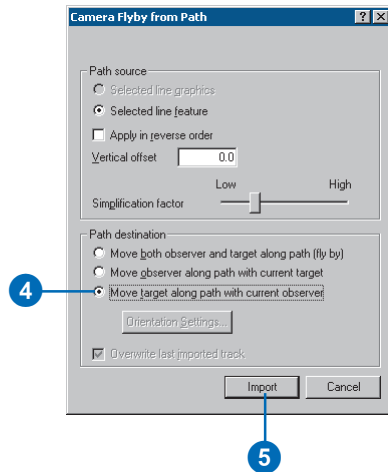 Camera Flyby from Path
Path source
Selected line graphics
Selected line feature
Apply in reverse order
Vertical offset 0.0
Low High
Simplification factor
Path destination
Move both observer and target along path (fly by)
Move observer along path with current target
4 Move target along path with current observer
Orientation Settings...
Overwrite last imported track
Import Cancel
5